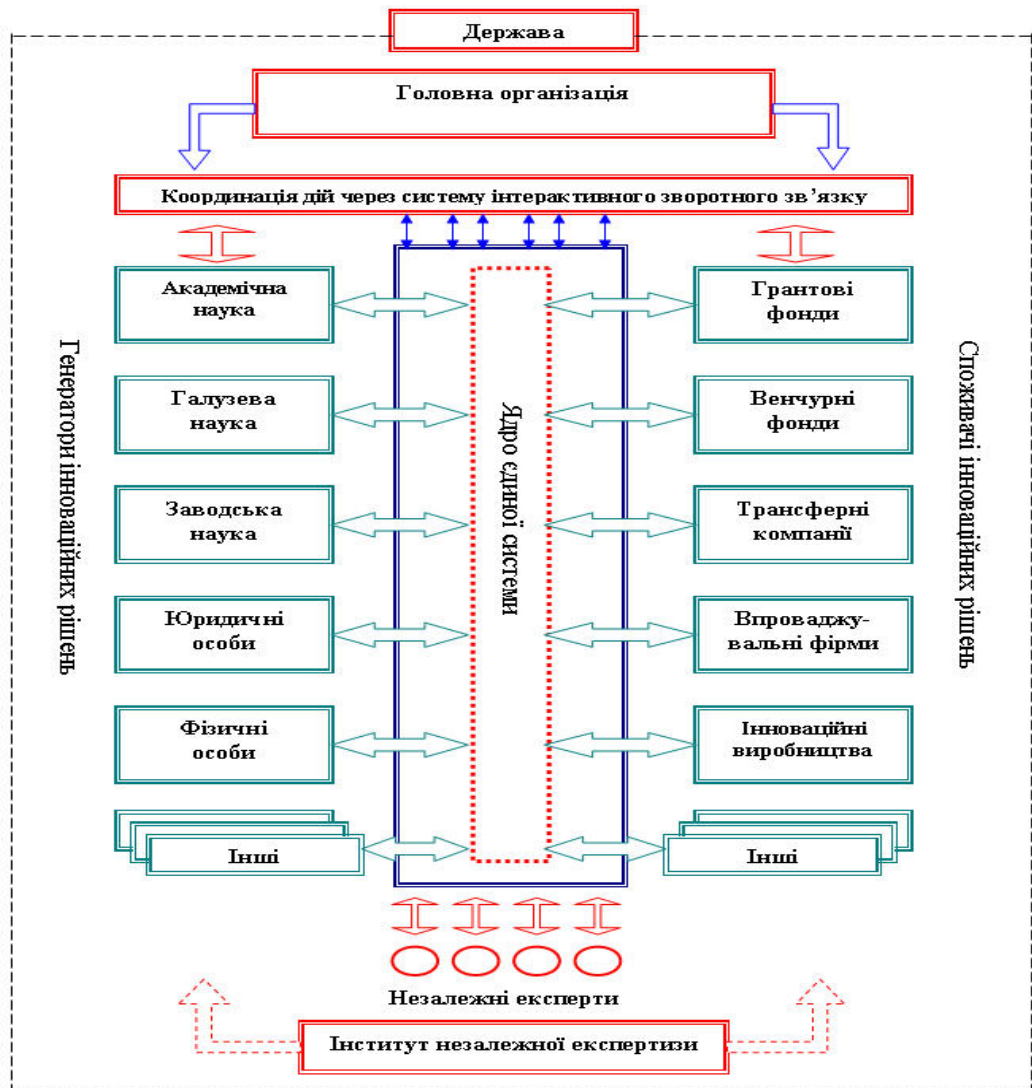 Держава
Головна організація
Координація дій через систему інтерактивного зворотного зв’язку
Генератори інноваційних рішень
Академічна
наука
Галузева
наука
Заводська
наука
Юридичні
особи
Фізичні
особи
Інші
Ядро єдиної системи
Грантові
фонди
Венчурні
фонди
Трансферні
компанії
Впроваджу-
вальні фірми
Інноваційні
виробництва
Інші
Споживачі інноваційних рішень
Незалежні експерти
Інститут незалежної експертизи